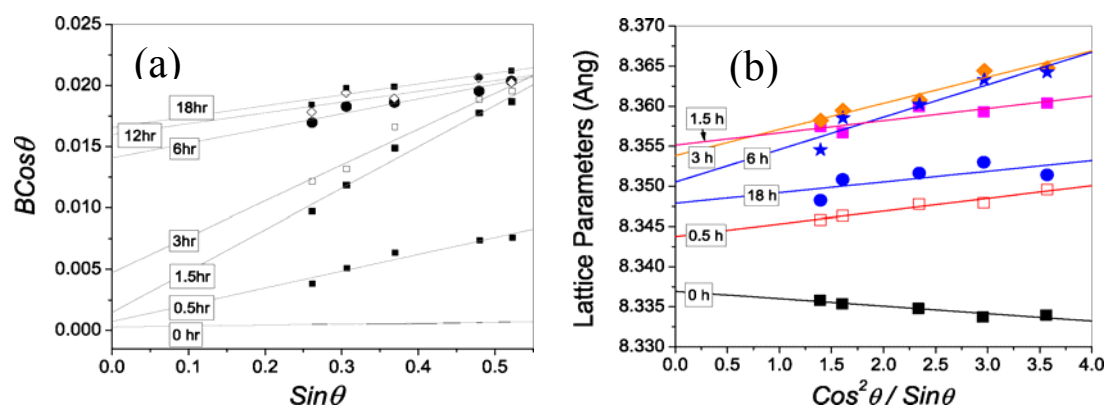 (a)
BCosθ
0.025
0.020
0.015
0.010
0.005
0.000
18hr
12hr
6hr
3hr
1.5hr
0.5hr
0 hr
0.0 0.1 0.2 0.3 0.4 0.5
Sinθ
(b)
Lattice Parameters (Ang)
8.370
8.365
8.360
8.355
8.350
8.345
8.340
8.335
8.330
1.5 h
3 h
6 h
18 h
0.5 h
0 h
0.0 0.5 1.0 1.5 2.0 2.5 3.0 3.5 4.0
Cos²θ / Sinθ